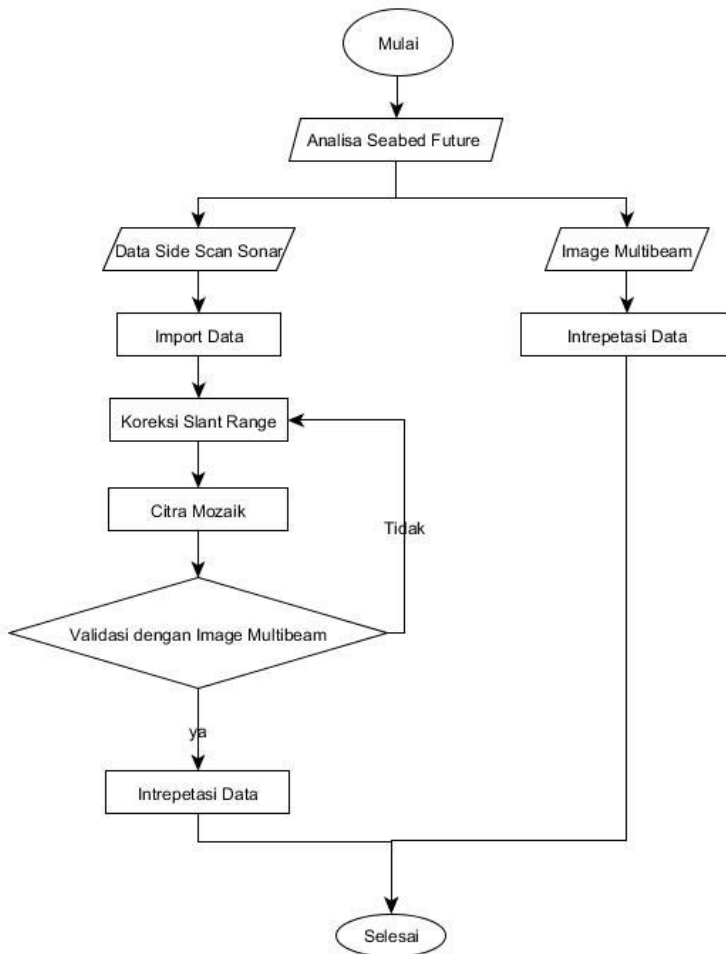 Mulai
Analisa Seabed Future
Data Side Scan Sonar
Image Multibeam
Import Data
Intrepetasi Data
Koreksi Slant Range
Citra Mozaik
Tidak
Validasi dengan Image Multibeam
ya
Intrepetasi Data
Selesai